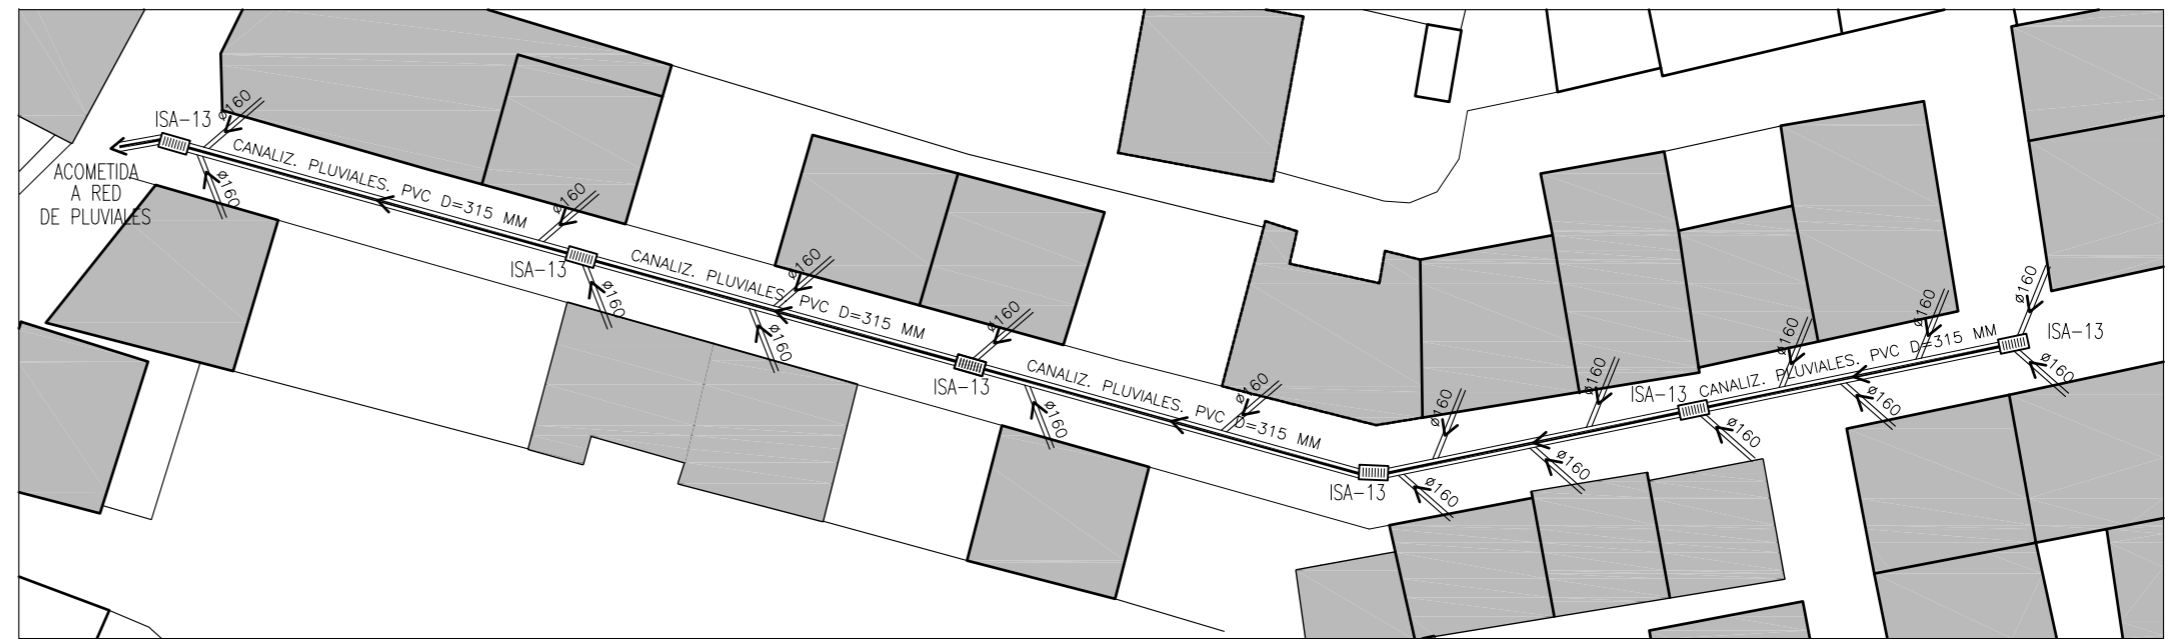 ISA-13
ø160
ACOMETIDA
A RED
DE PLUVIALES
ø160
CANALIZ. PLUVIALES. PVC D=315 MM
ø160
ISA-13
ø160
CANALIZ. PLUVIALES. PVC D=315 MM
ø160
ø160
ø160
ISA-13
ø160
CANALIZ. PLUVIALES. PVC D=315 MM
ø160
ISA-13
ø160
ø160
ø160
ø160
ISA-13
ø160
CANALIZ. PLUVIALES. PVC D=315 MM
ø160
ø160
ø160
ø160
ISA-13
ø160